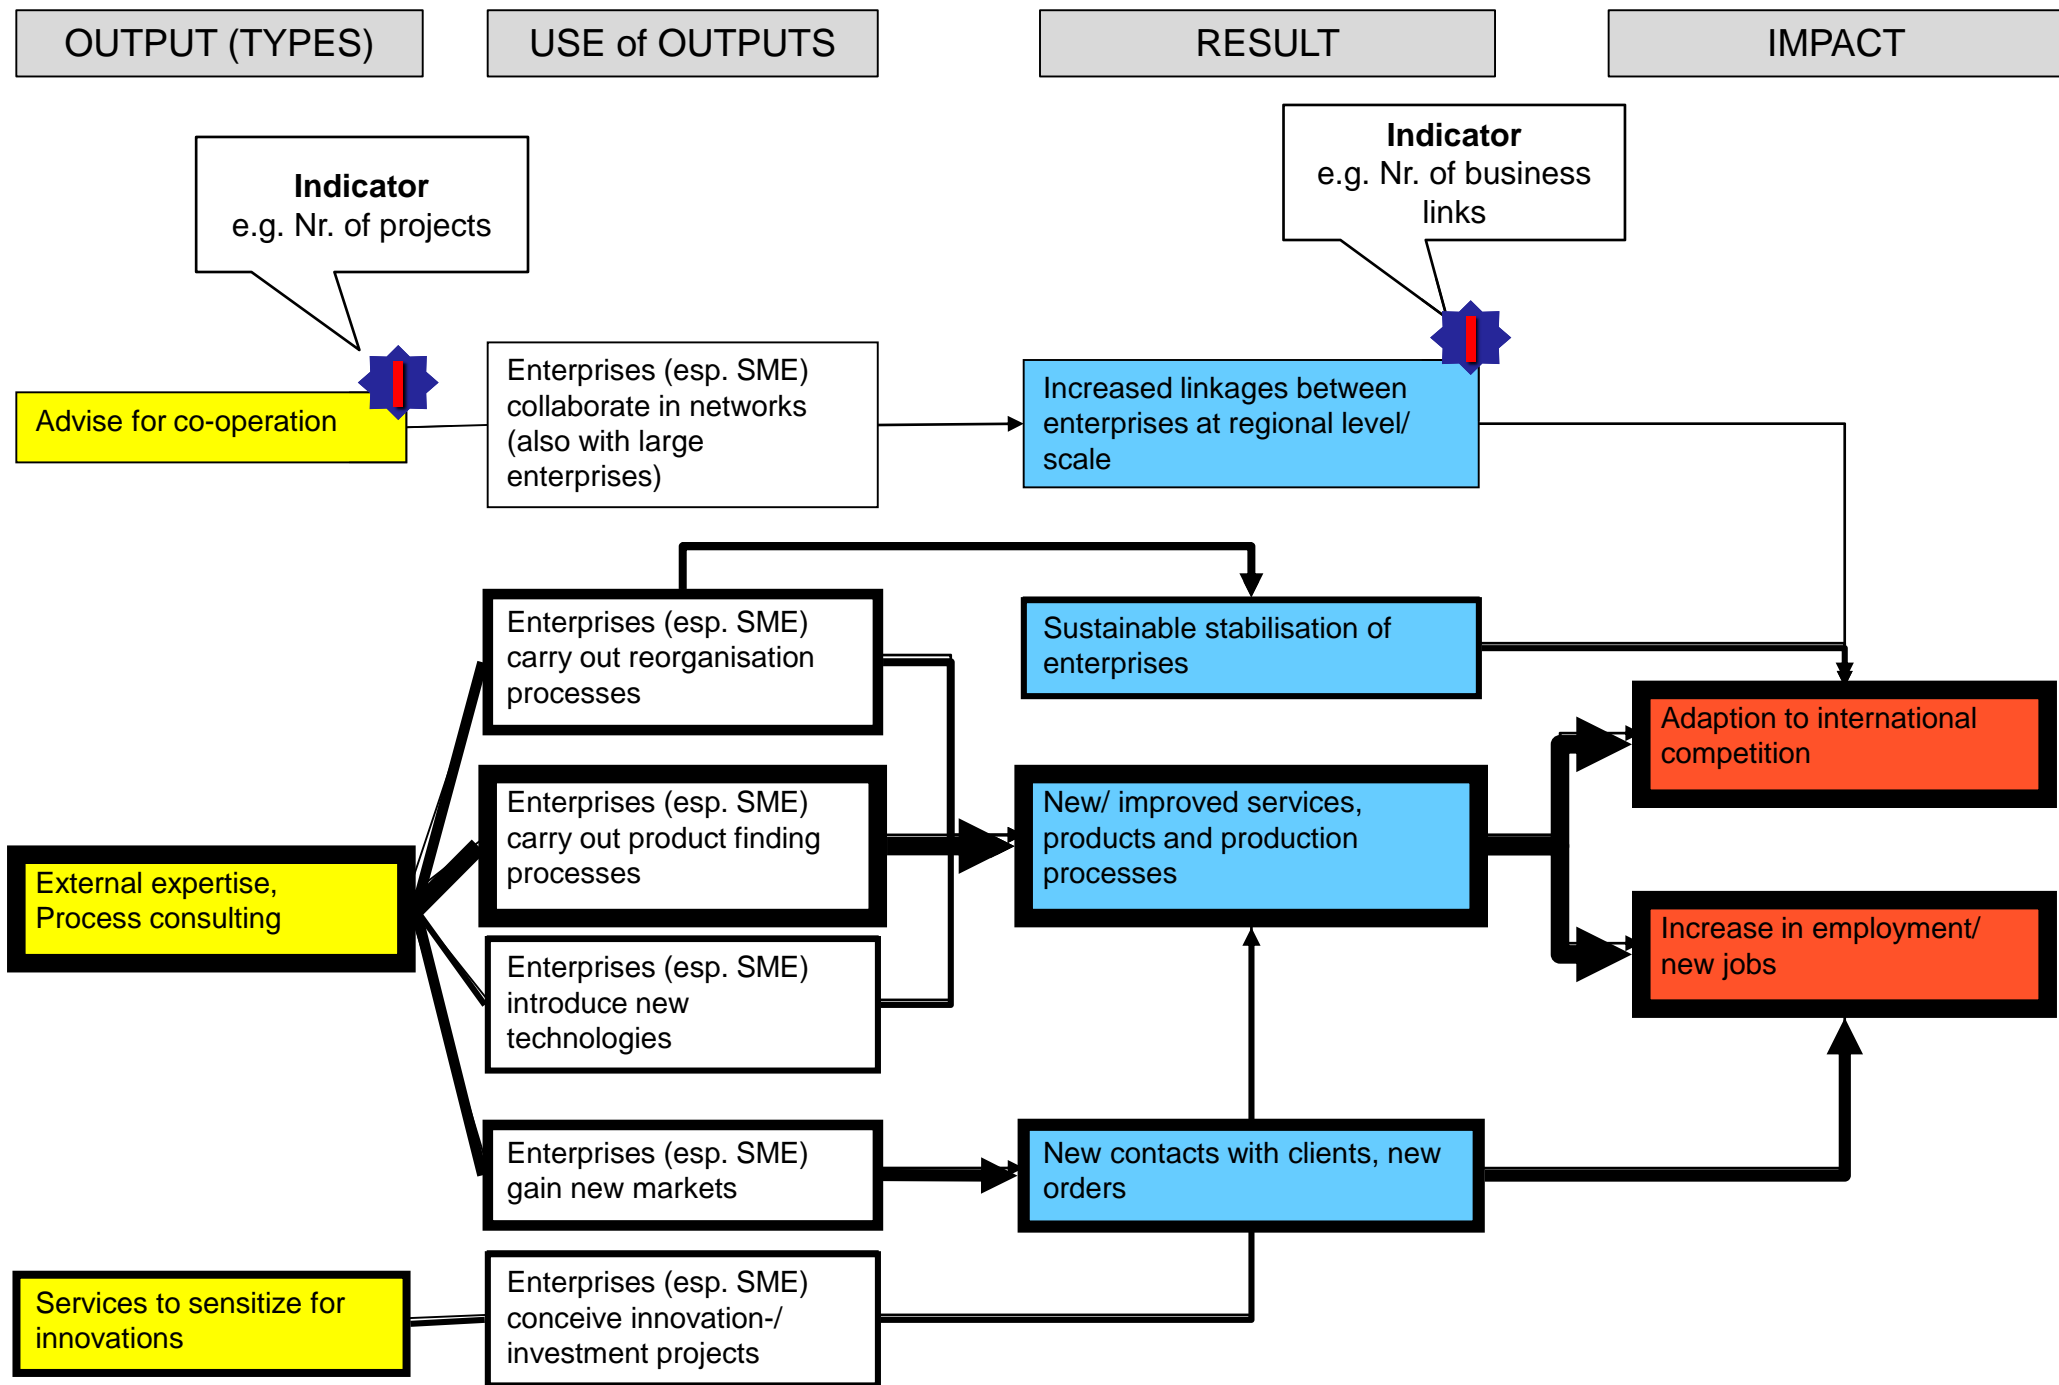 OUTPUT (TYPES)
USE of OUTPUTS
RESULT
IMPACT
Indicator
e.g. Nr. of projects
Indicator
e.g. Nr. of business
links
Advise for co-operation
Enterprises (esp. SME)
collaborate in networks
(also with large
enterprises)
Increased linkages between
enterprises at regional level/
scale
Enterprises (esp. SME)
carry out reorganisation
processes
Sustainable stabilisation of
enterprises
Adaption to international
competition
Enterprises (esp. SME)
carry out product finding
processes
New/ improved services,
products and production
processes
External expertise,
Process consulting
Increase in employment/
new jobs
Enterprises (esp. SME)
introduce new
technologies
Enterprises (esp. SME)
gain new markets
New contacts with clients, new
orders
Services to sensitize for
innovations
Enterprises (esp. SME)
conceive innovation-/
investment projects